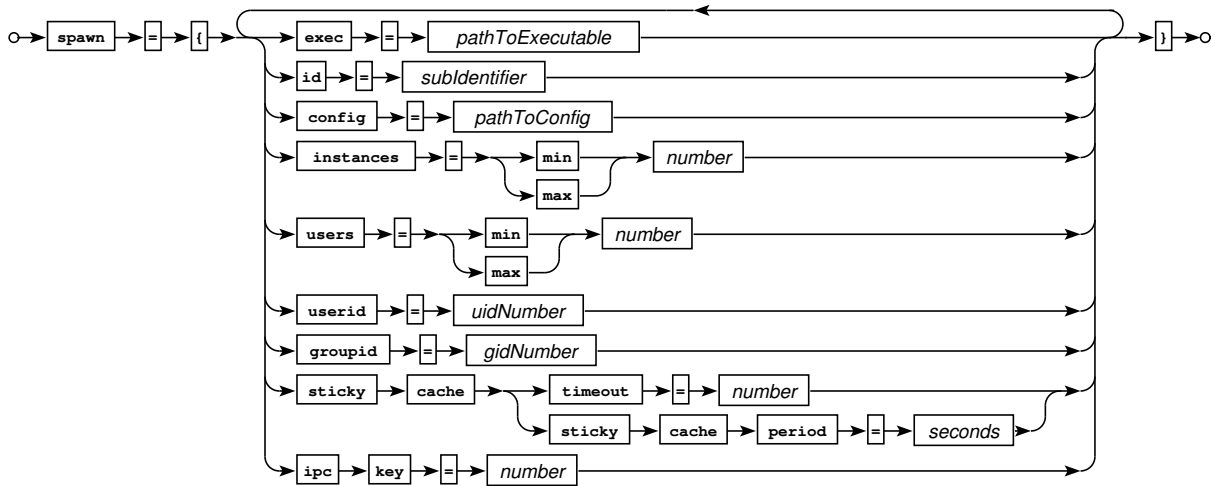 spawn = { exec = pathToExecutable }
id = subIdentifier
config = pathToConfig
instances = min number
max
users = min number
max
userid = uidNumber
groupid = gidNumber
sticky cache timeout = number
sticky cache period = seconds
ipc key = number